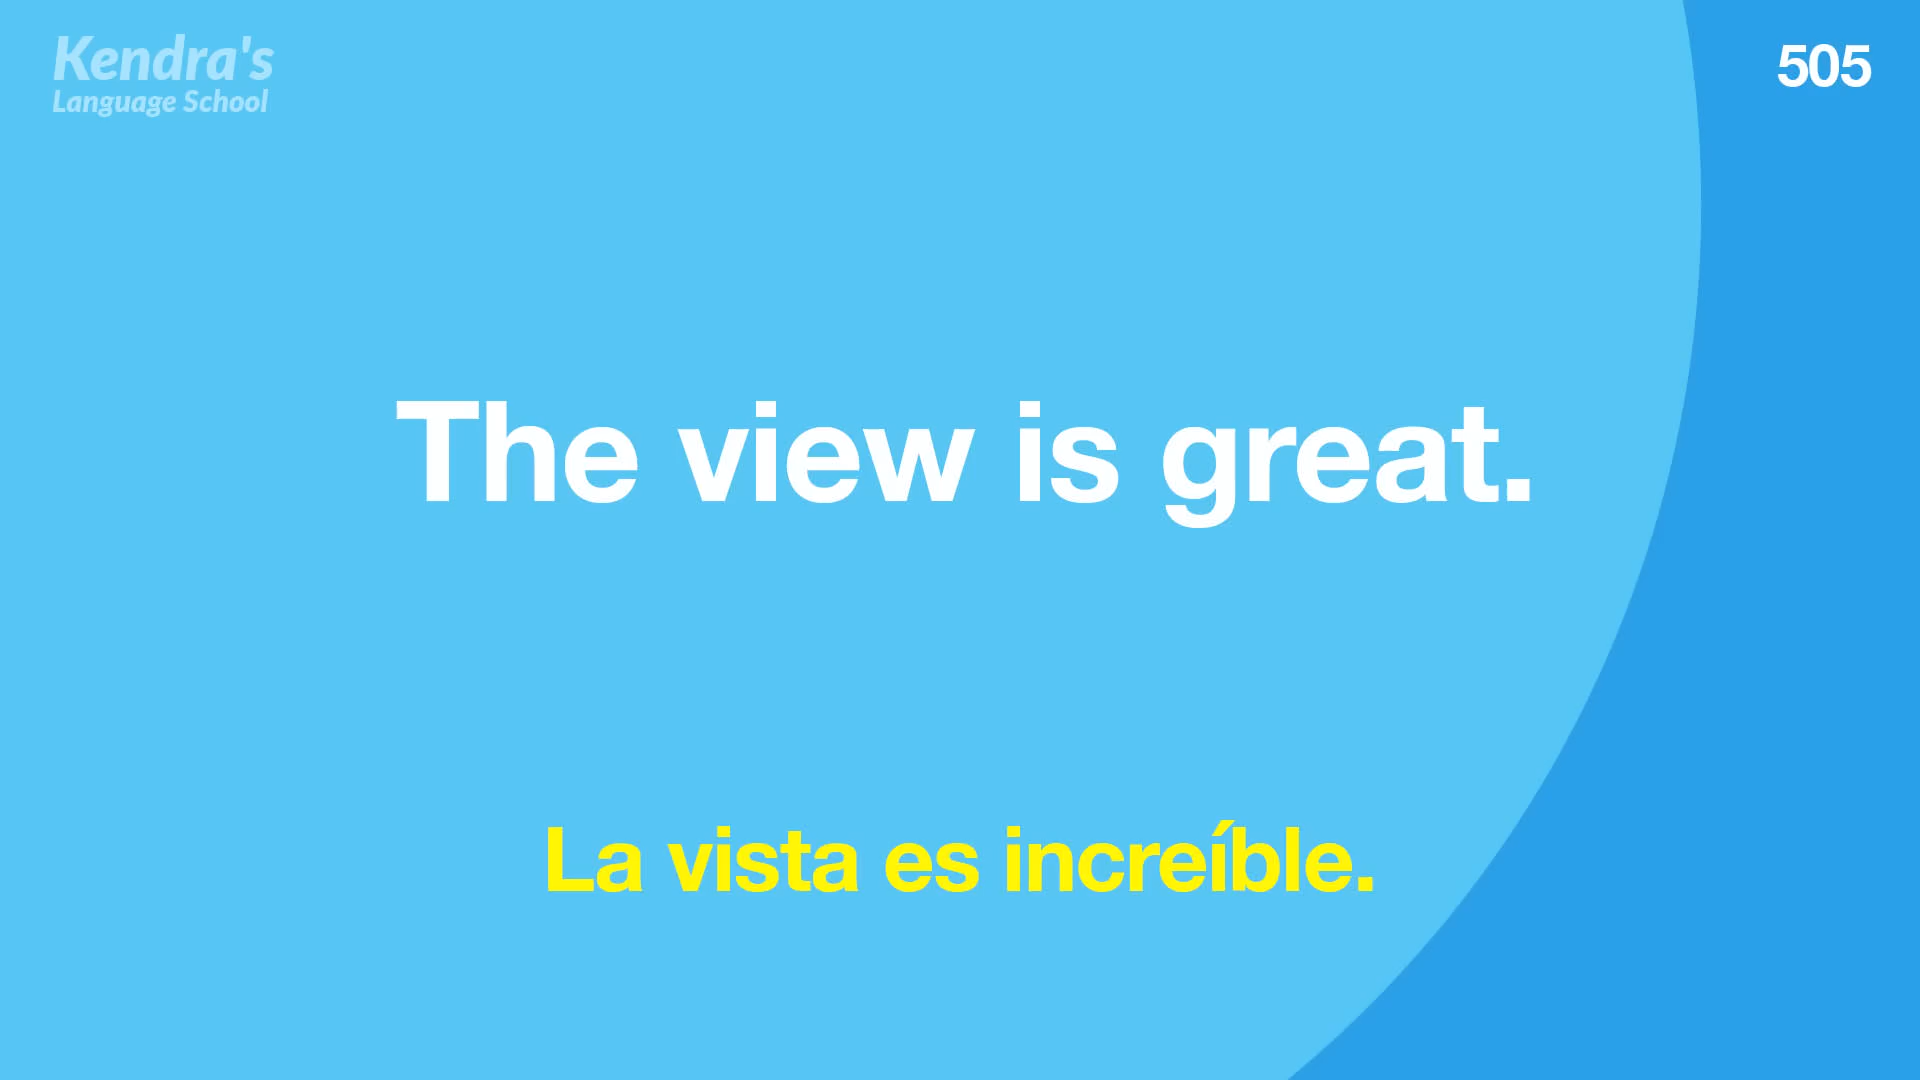 Kendra's
Language School
505
The view is great.
La vista es increíble.